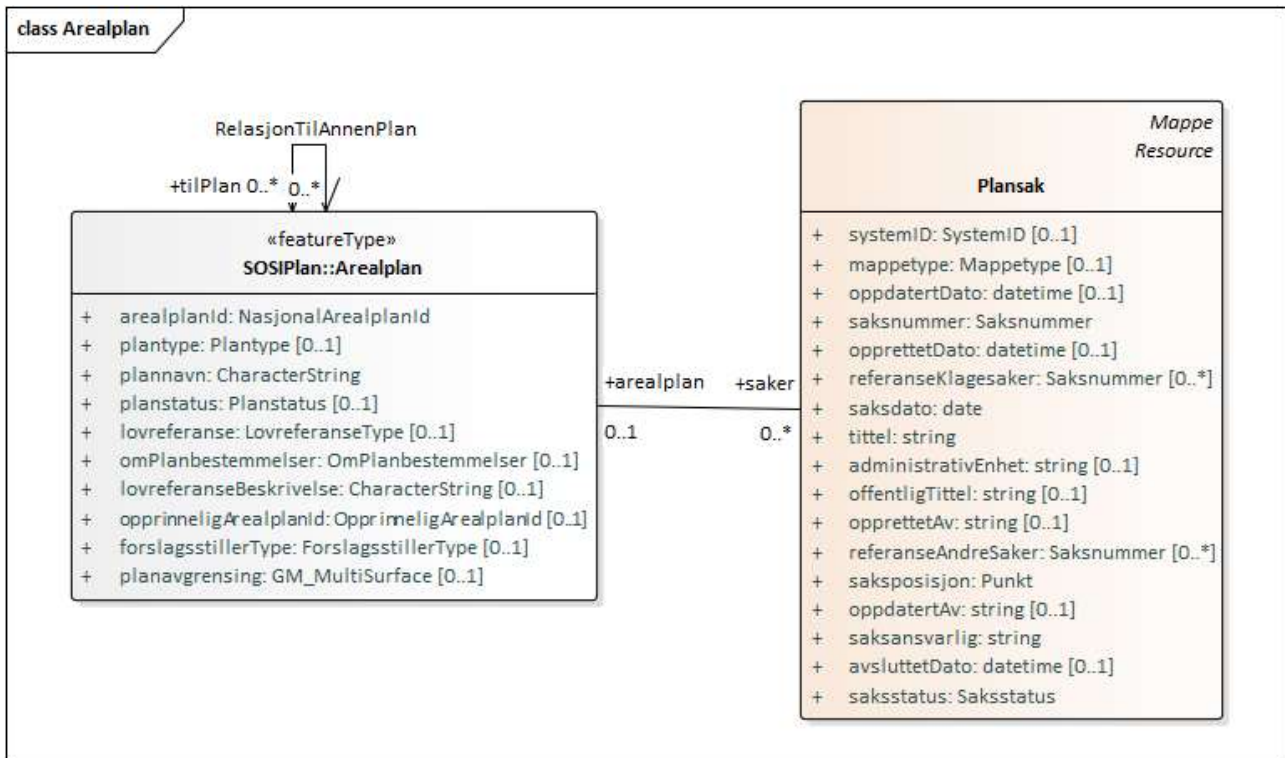 class Arealplan
RelasjonTilAnnenPlan
+tilPlan 0..* 0..*
«featureType»
SOSIPlan::Arealplan
+ arealplanId: NasjonalArealplanId
+ plantype: Plantype [0..1]
+ plannavn: CharacterString
+ planstatus: Planstatus [0..1]
+ lovreferanse: LovreferanseType [0..1]
+ omPlanbestemmelser: OmPlanbestemmelser [0..1]
+ lovreferanseBeskrivelse: CharacterString [0..1]
+ opprinneligArealplanId: OpprinneligArealplanId [0..1]
+ forslagsstillerType: ForslagsstillerType [0..1]
+ planavgrensing: GM_MultiSurface [0..1]
+arealplan +saker
0..1 0..*
Mappe
Resource
Plansak
+ systemID: SystemID [0..1]
+ mappetype: Mappetype [0..1]
+ oppdatertDato: datetime [0..1]
+ saksnummer: Saksnummer
+ opprettetDato: datetime [0..1]
+ referanseKlagesaker: Saksnummer [0..*]
+ saksdato: date
+ tittel: string
+ administrativEnhet: string [0..1]
+ offentligTittel: string [0..1]
+ opprettetAv: string [0..1]
+ referanseAndreSaker: Saksnummer [0..*]
+ saksposisjon: Punkt
+ oppdatertAv: string [0..1]
+ saksansvarlig: string
+ avsluttetDato: datetime [0..1]
+ saksstatus: Saksstatus